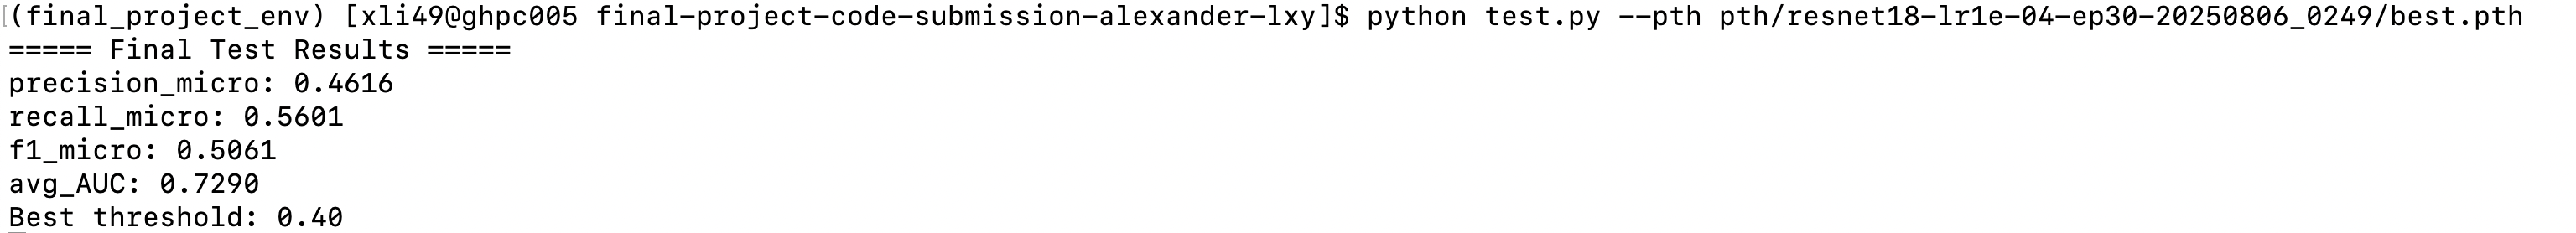 (final_project_env) [xli49@ghpc005 final-project-code-submission-alexander-lxy]$ python test.py --pth pth/resnet18-lr1e-04-ep30-20250806_0249/best.pth
===== Final Test Results =====
precision_micro: 0.4616
recall_micro: 0.5601
f1_micro: 0.5061
avg_AUC: 0.7290
Best threshold: 0.40